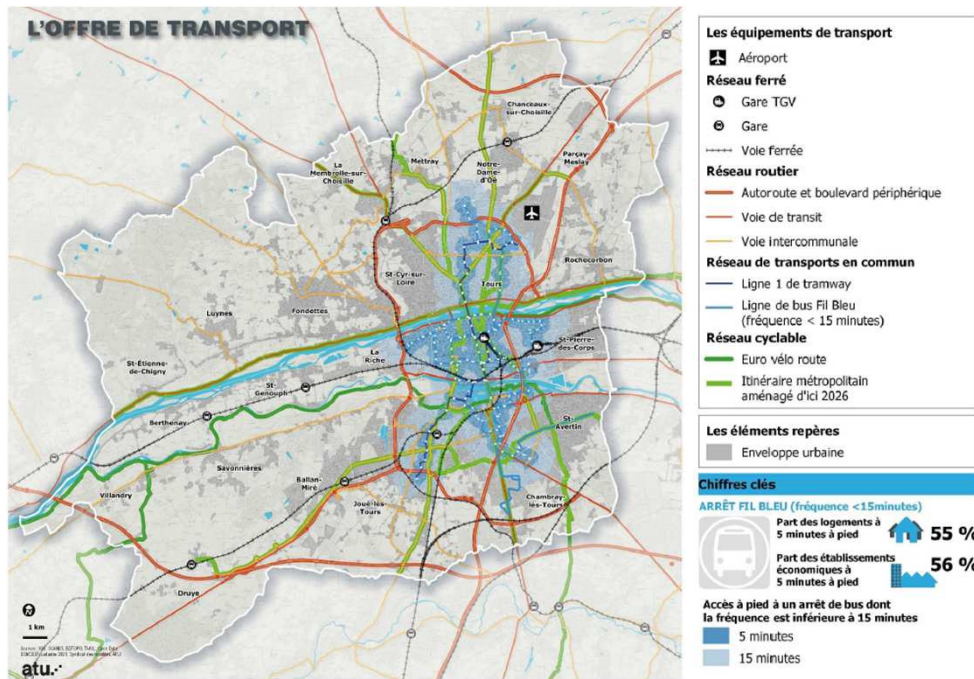 L'OFFRE DE TRANSPORT
Chanceaux-
sur-Choisille
La
Membrolle-sur-
Choisille
Mettray
Notre-
Dame-
d'Oé
Parçay-
Meslay
Rochecorbon
St-Cyr-sur-
Loire
Tours
Luynes
Fondettes
St-Étienne-
de-Chigny
La
Riche
St-Pierre-
des-Corps
St-
Genouph
Berthenay
St-
Avertin
Savonnières
Villandry
Ballan-
Miré
Joué-lès-
Tours
Chambray-
lès-Tours
Druye
1 km
atu
Les équipements de transport
Aéroport
Réseau ferré
Gare TGV
Gare
Voie ferrée
Réseau routier
Autoroute et boulevard périphérique
Voie de transit
Voie intercommunale
Réseau de transports en commun
Ligne 1 de tramway
Ligne de bus Fil Bleu
(fréquence < 15 minutes)
Réseau cyclable
Euro vélo route
Itinéraire métropolitain
aménagé d'ici 2026
Les éléments repères
Enveloppe urbaine
Chiffres clés
ARRÊT FIL BLEU (fréquence <15minutes)
Part des logements à
5 minutes à pied
55 %
Part des établissements
économiques à
5 minutes à pied
56 %
Accès à pied à un arrêt de bus dont
la fréquence est inférieure à 15 minutes
5 minutes
15 minutes